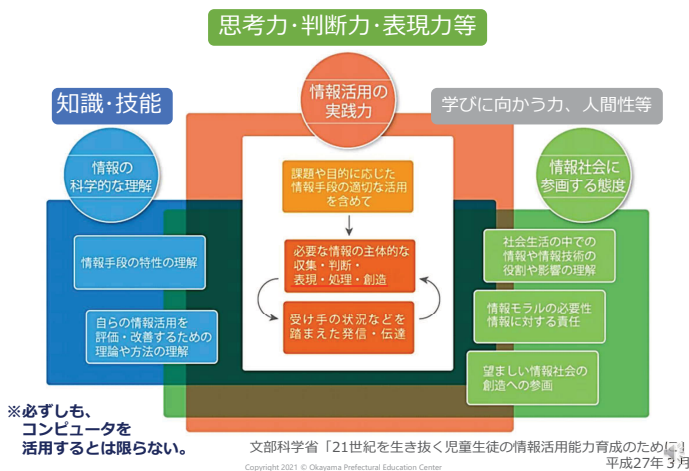 思考力・判断力・表現力等
知識・技能
情報活用の
実践力
学びに向かう力、人間性等
情報の
科学的な理解
情報社会に
参画する態度
課題や目的に応じた
情報手段の適切な活用
を含めて
情報手段の特性の理解
自らの情報活用を
評価・改善するための
理論や方法の理解
必要な情報の主体的な
収集・判断・
表現・処理・創造
受け手の状況などを
踏まえた発信・伝達
社会生活の中での
情報や情報技術の
役割や影響の理解
情報モラルの必要性
情報に対する責任
望ましい情報社会の
創造への参画
※必ずしも、
コンピュータを
活用するとは限らない。
文部科学省「21世紀を生き抜く児童生徒の情報活用能力育成のために」
平成27年3月
Copyright 2021 © Okayama Prefectural Education Center